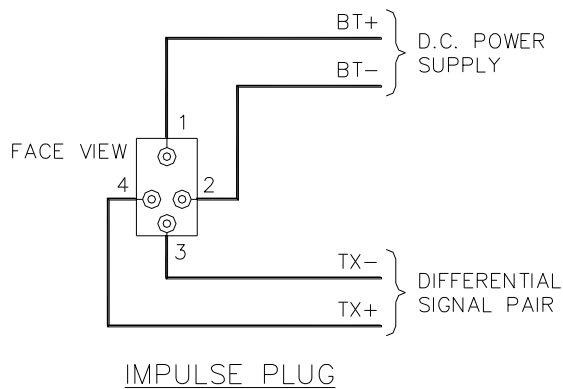 BT+
D.C. POWER
SUPPLY
BT-
1
FACE VIEW
4
2
3
TX-
DIFFERENTIAL
SIGNAL PAIR
TX+
IMPULSE PLUG